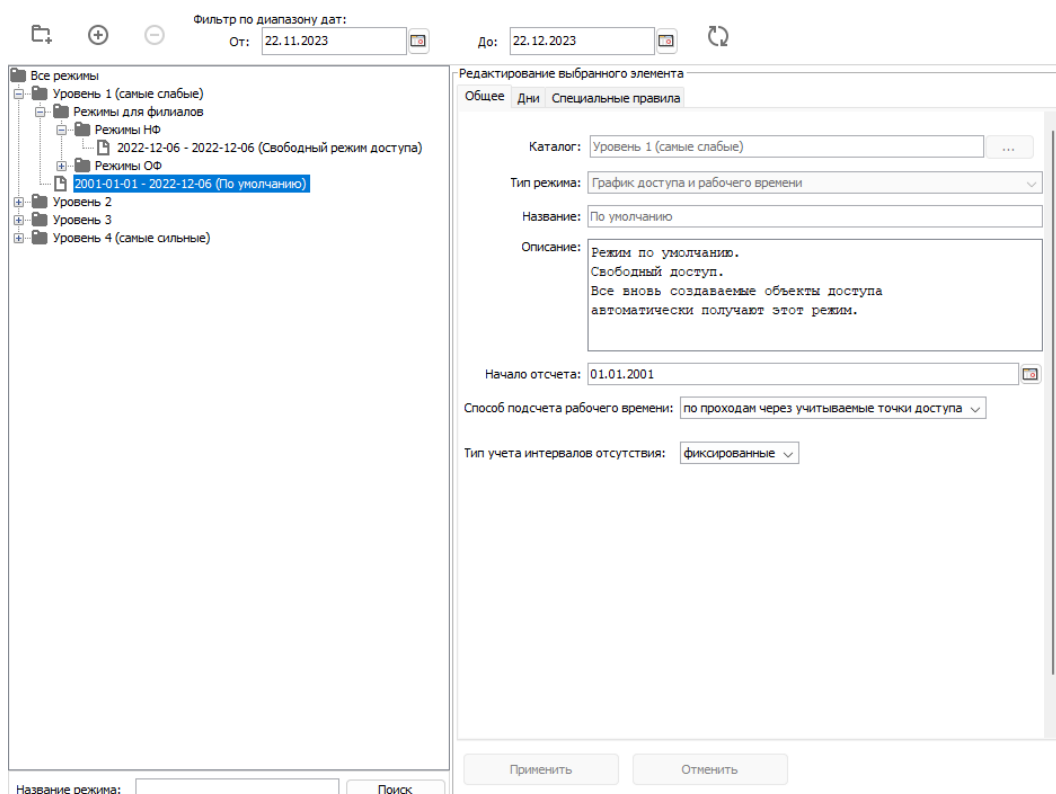 Фильтр по диапазону дат:
От: 22.11.2023 До: 22.12.2023
Все режимы
Уровень 1 (самые слабые)
Режимы для филиалов
Режимы НФ
2022-12-06 - 2022-12-06 (Свободный режим доступа)
Режимы ОФ
2001-01-01 - 2022-12-06 (По умолчанию)
Уровень 2
Уровень 3
Уровень 4 (самые сильные)
Название режима: Поиск
Редактирование выбранного элемента
Общее Дни Специальные правила
Каталог: Уровень 1 (самые слабые) ...
Тип режима: График доступа и рабочего времени
Название: По умолчанию
Описание: Режим по умолчанию.
Свободный доступ.
Все вновь создаваемые объекты доступа
автоматически получают этот режим.
Начало отсчета: 01.01.2001
Способ подсчета рабочего времени: по проходам через учитываемые точки доступа
Тип учета интервалов отсутствия: фиксированные
Применить Отменить